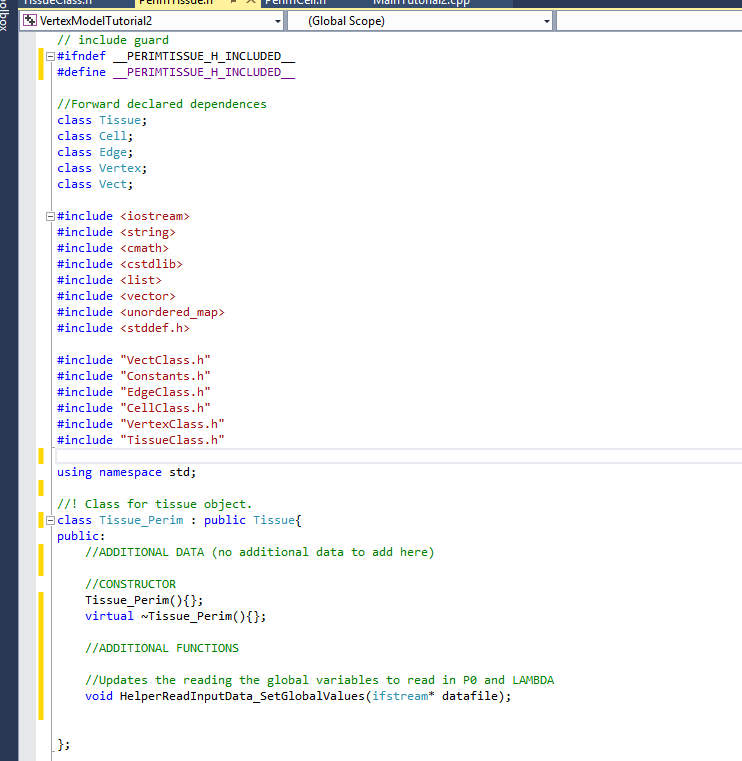 TissueClass.h PerimTissue.h PerimCell.h MainTutorial2.cpp
VertexModelTutorial2 (Global Scope)
// include guard
#ifndef __PERIMTISSUE_H_INCLUDED__
#define __PERIMTISSUE_H_INCLUDED__
//Forward declared dependences
class Tissue;
class Cell;
class Edge;
class Vertex;
class Vect;
#include <iostream>
#include <string>
#include <cmath>
#include <cstdlib>
#include <list>
#include <vector>
#include <unordered_map>
#include <stddef.h>
#include "VectClass.h"
#include "Constants.h"
#include "EdgeClass.h"
#include "CellClass.h"
#include "VertexClass.h"
#include "TissueClass.h"
using namespace std;
//! Class for tissue object.
class Tissue_Perim : public Tissue{
public:
//ADDITIONAL DATA (no additional data to add here)
//CONSTRUCTOR
Tissue_Perim(){};
virtual ~Tissue_Perim(){};
//ADDITIONAL FUNCTIONS
//Updates the reading the global variables to read in P0 and LAMBDA
void HelperReadInputData_SetGlobalValues(ifstream* datafile);
};